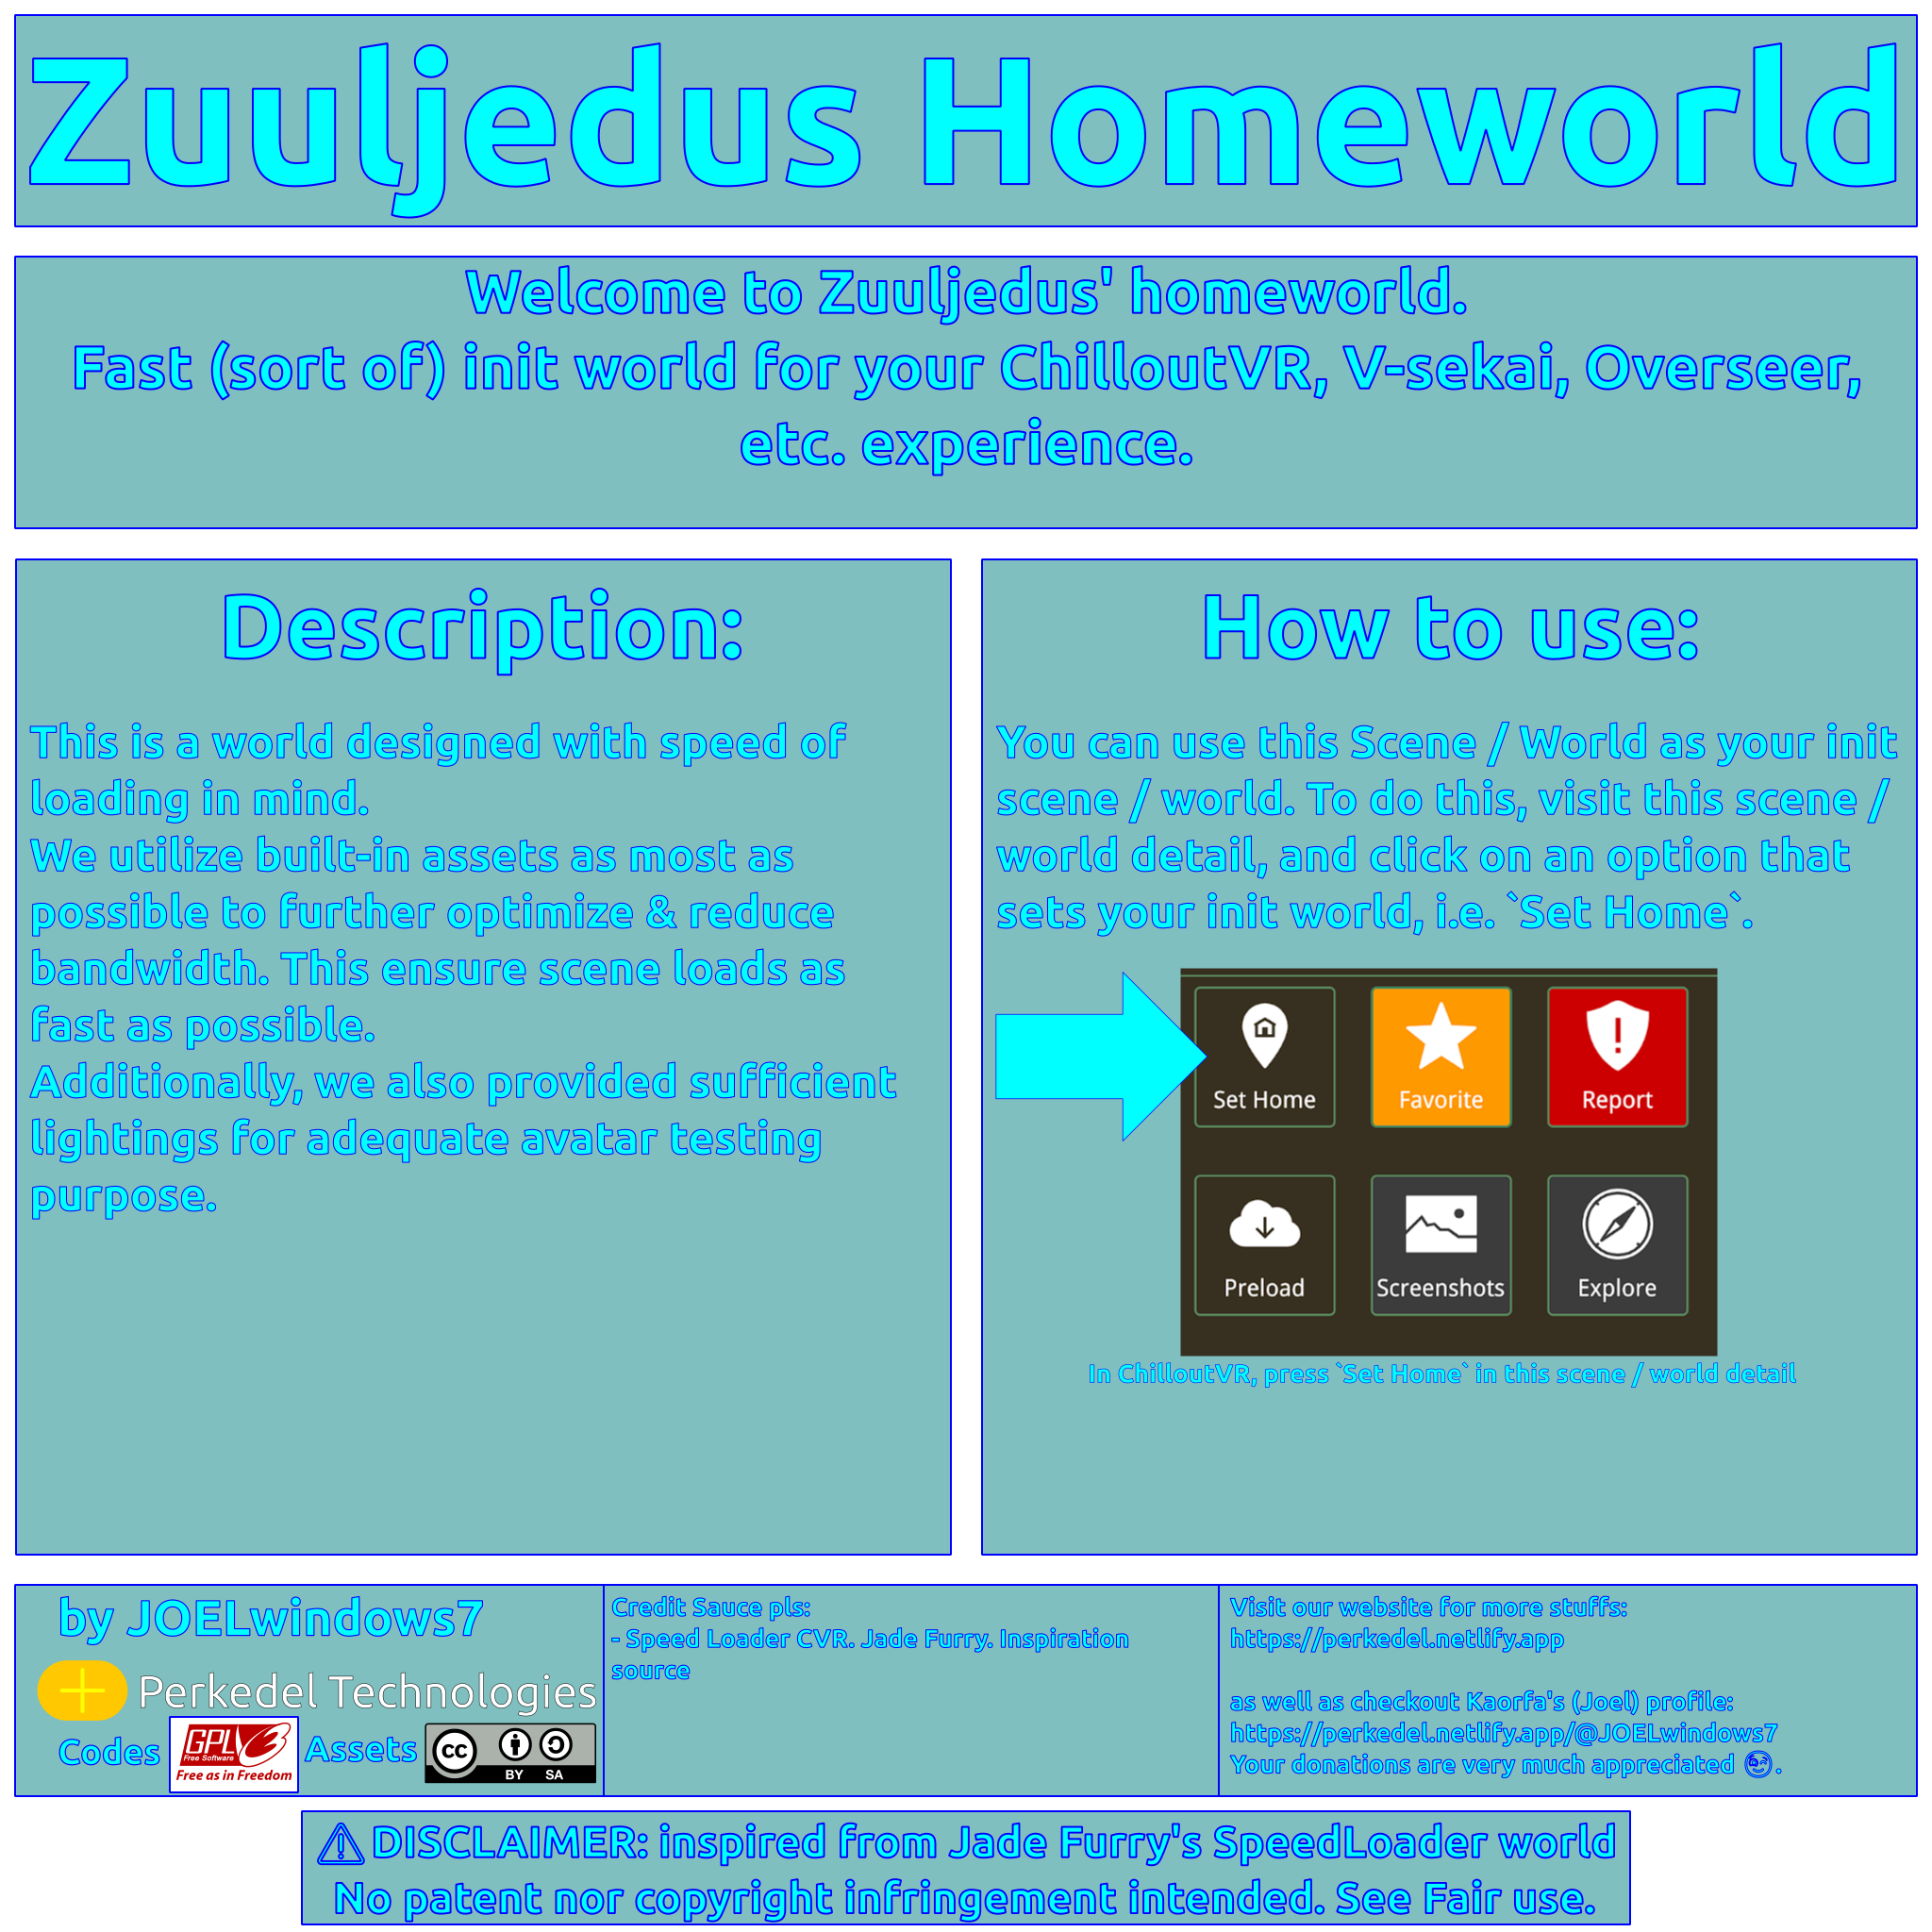 Zuuljedus Homeworld
Welcome to Zuuljedus' homeworld.
Fast (sort of) init world for your ChilloutVR, V-sekai, Overseer,
etc. experience.
Description:
This is a world designed with speed of
loading in mind.
We utilize built-in assets as most as
possible to further optimize & reduce
bandwidth. This ensure scene loads as
fast as possible.
Additionally, we also provided sufficient
lightings for adequate avatar testing
purpose.
How to use:
You can use this Scene / World as your init
scene / world. To do this, visit this scene /
world detail, and click on an option that
sets your init world, i.e. `Set Home`.
Set Home
Favorite
Report
Preload
Screenshots
Explore
In ChilloutVR, press `Set Home` in this scene / world detail
by JOELwindows7
Perkedel Technologies
Codes
GPL3
Free Software
Free as in Freedom
Assets
cc
BY SA
Credit Sauce pls:
- Speed Loader CVR. Jade Furry. Inspiration
source
Visit our website for more stuffs:
https://perkedel.netlify.app
as well as checkout Kaorfa's (Joel) profile:
https://perkedel.netlify.app/@JOELwindows7
Your donations are very much appreciated 😉.
⚠ DISCLAIMER: inspired from Jade Furry's SpeedLoader world
No patent nor copyright infringement intended. See Fair use.